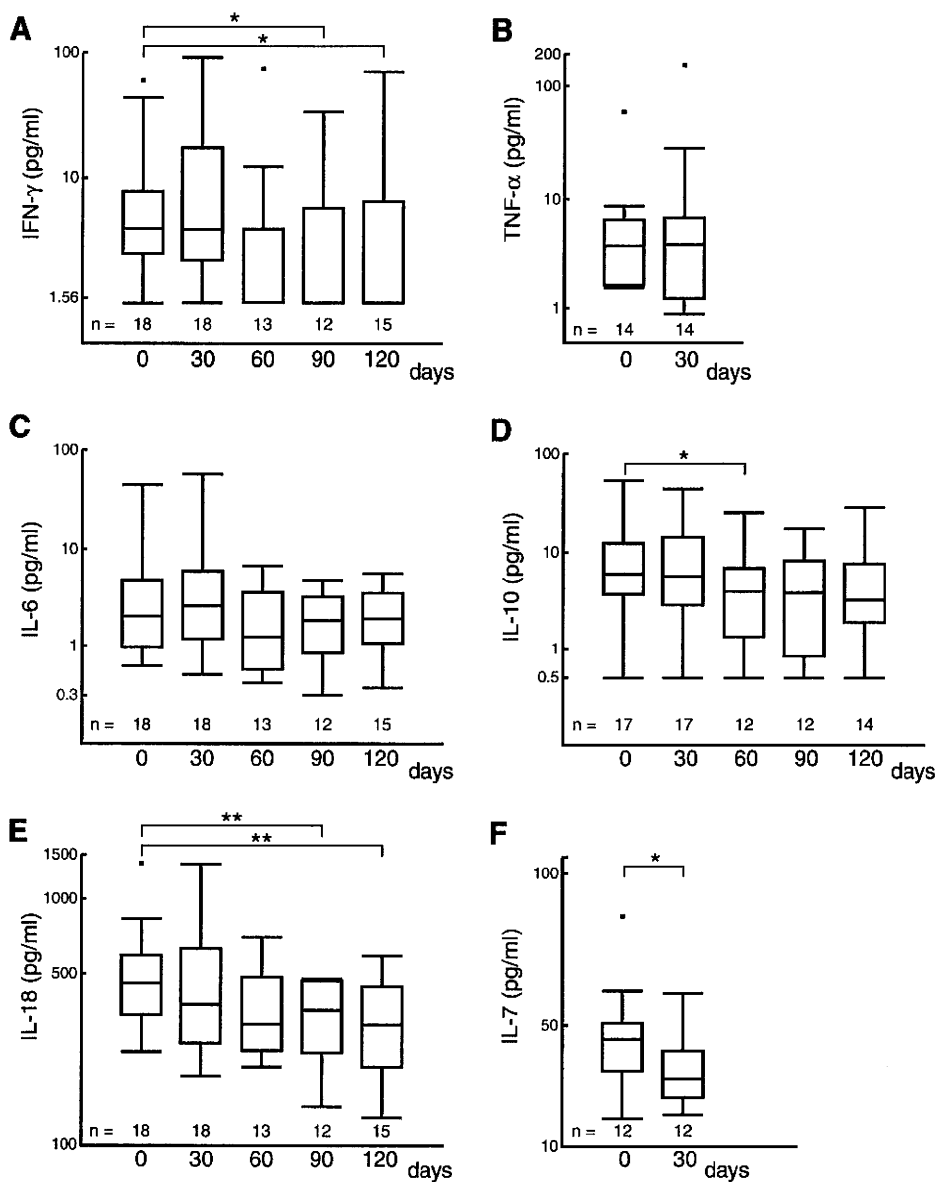 A
*
*
100
10
1.56
IFN-γ (pg/ml)
n = 18 18 13 12 15
0 30 60 90 120
days
B
200
100
10
1
TNF-α (pg/ml)
n = 14 14
0 30
days
C
100
10
1
0.3
IL-6 (pg/ml)
n = 18 18 13 12 15
0 30 60 90 120
days
D
*
100
10
1
0.5
IL-10 (pg/ml)
n = 17 17 12 12 14
0 30 60 90 120
days
E
**
**
1500
1000
500
100
IL-18 (pg/ml)
n = 18 18 13 12 15
0 30 60 90 120
days
F
*
100
50
10
IL-7 (pg/ml)
n = 12 12
0 30
days